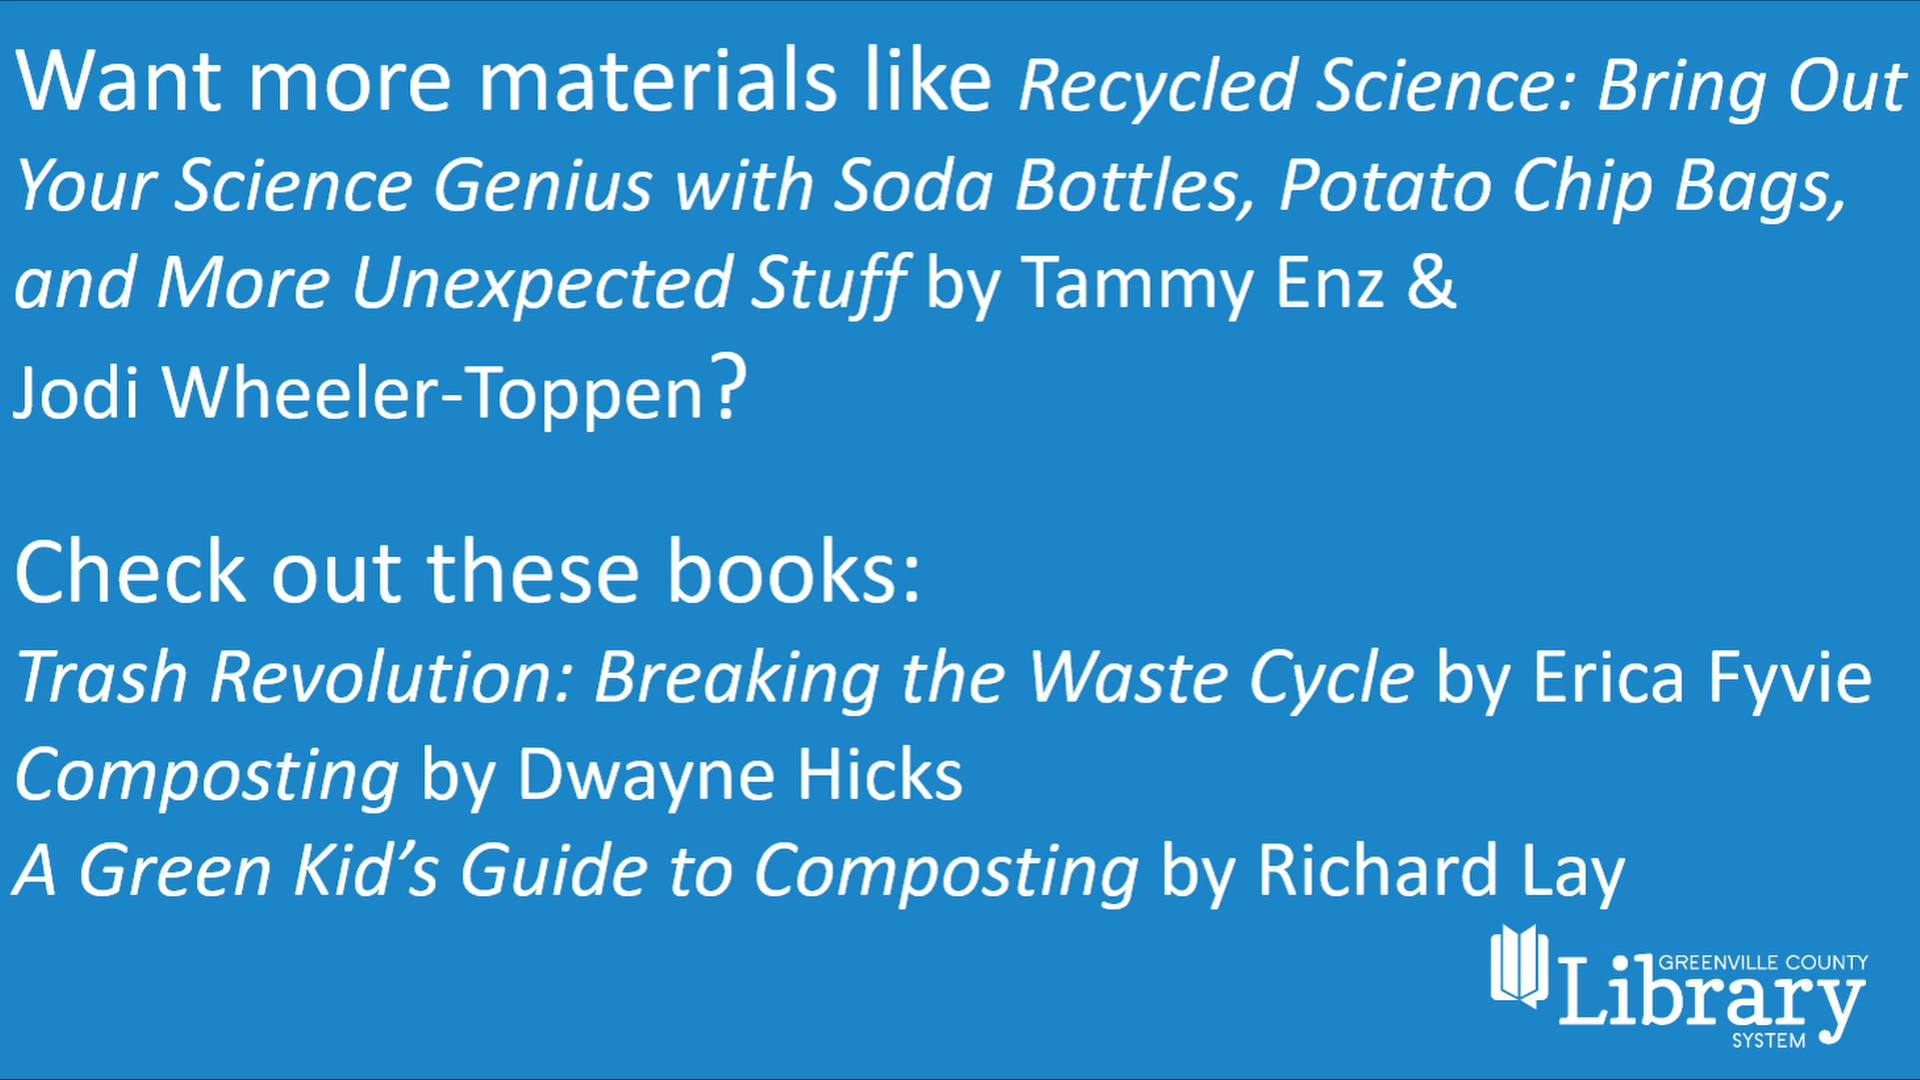 Want more materials like Recycled Science: Bring Out
Your Science Genius with Soda Bottles, Potato Chip Bags,
and More Unexpected Stuff by Tammy Enz &
Jodi Wheeler-Toppen?
Check out these books:
Trash Revolution: Breaking the Waste Cycle by Erica Fyvie
Composting by Dwayne Hicks
A Green Kid’s Guide to Composting by Richard Lay
GREENVILLE COUNTY
Library
SYSTEM